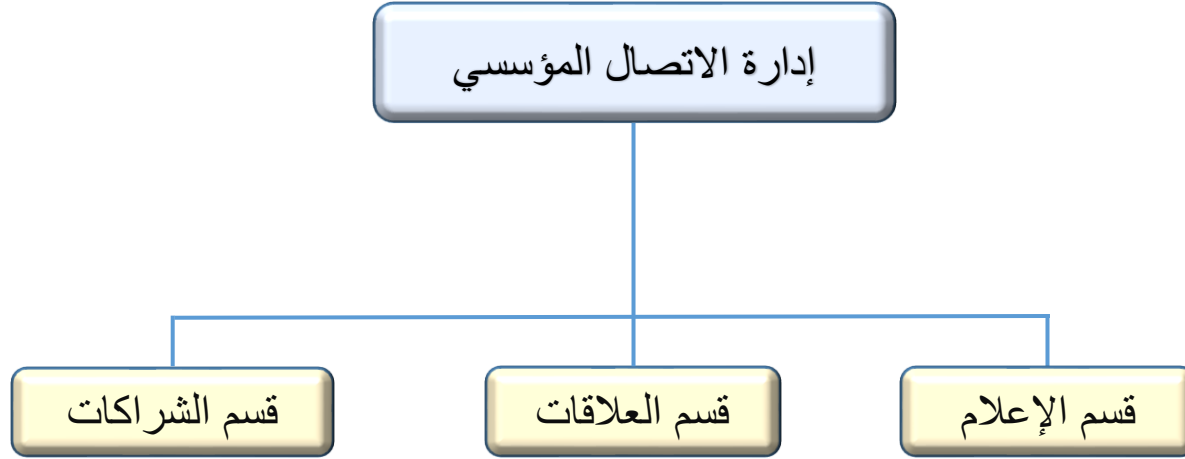 إدارة الاتصال المؤسسي
قسم الإعلام
قسم العلاقات
قسم الشراكات